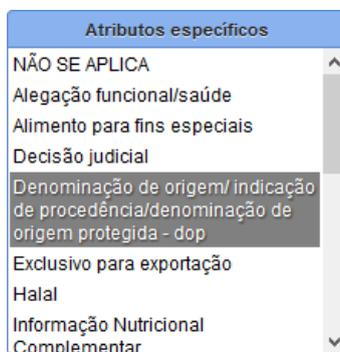 Atributos específicos
NÃO SE APLICA
Alegação funcional/saúde
Alimento para fins especiais
Decisão judicial
Denominação de origem/ indicação
de procedência/denominação de
origem protegida - dop
Exclusivo para exportação
Halal
Informação Nutricional
Complementar